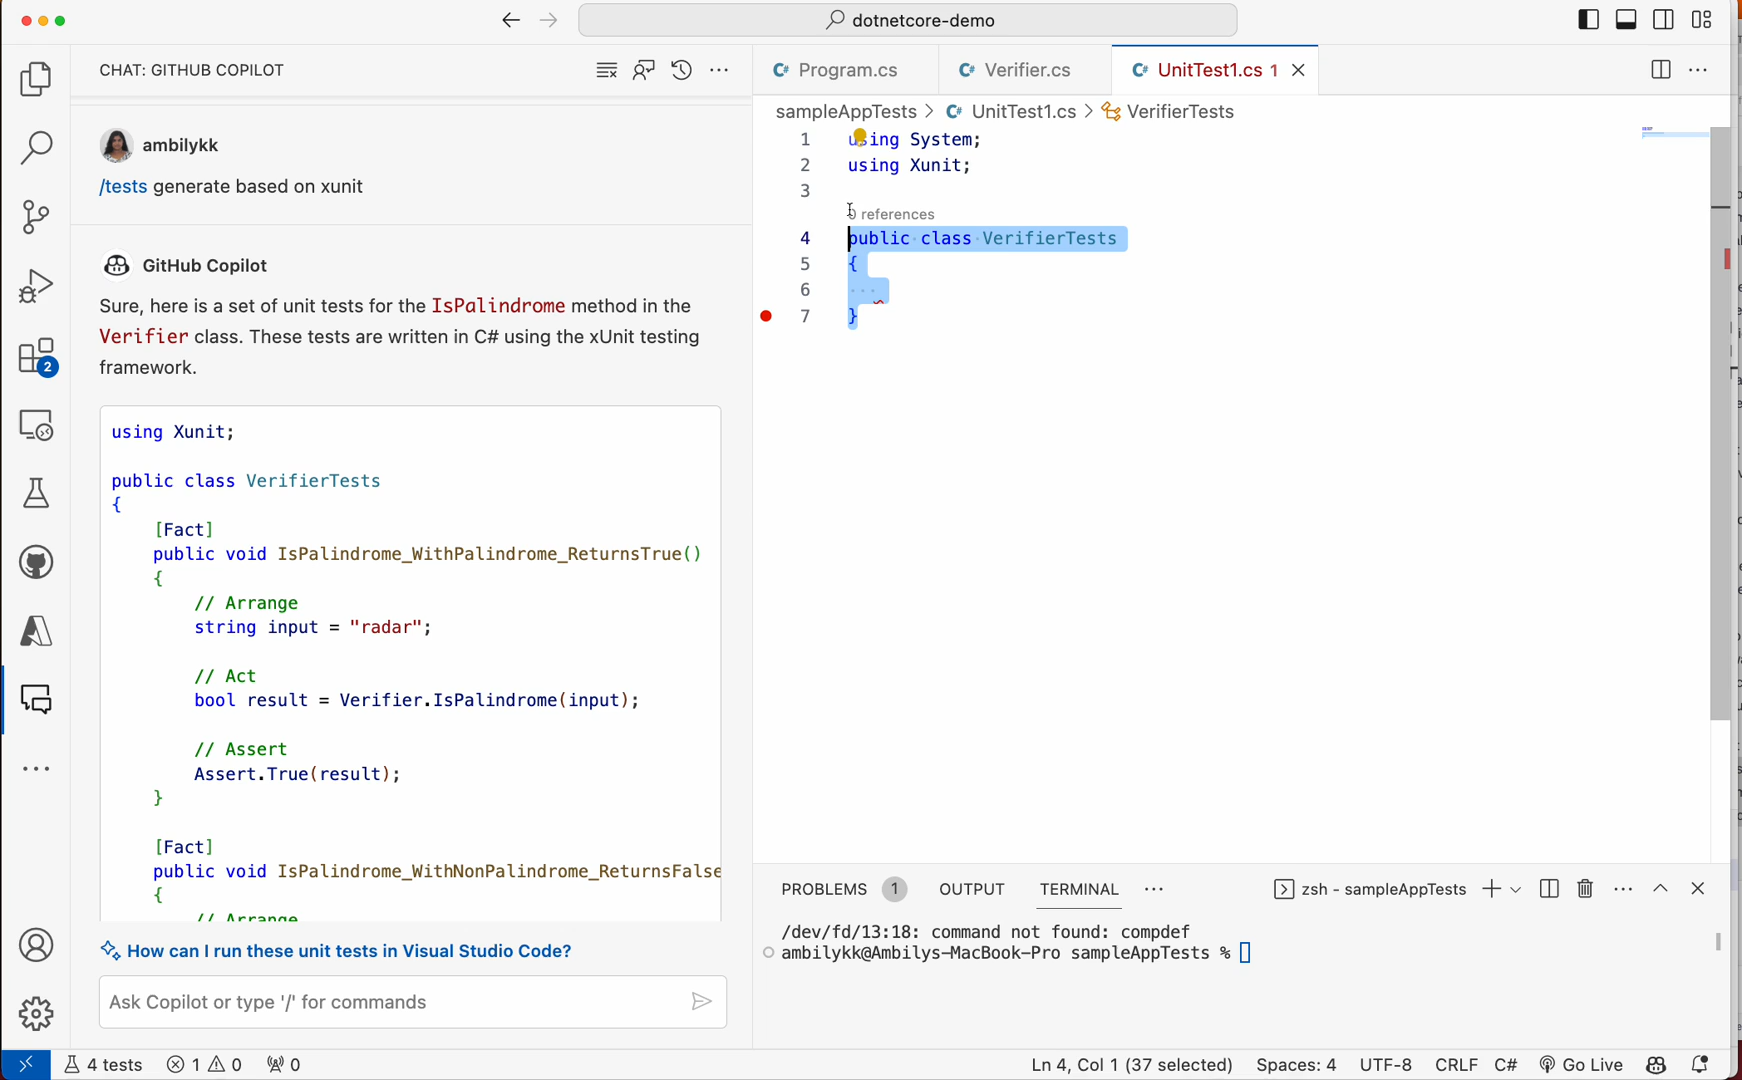 dotnetcore-demo
CHAT: GITHUB COPILOT
ambilykk
/tests generate based on xunit
GitHub Copilot
Sure, here is a set of unit tests for the IsPalindrome method in the
Verifier class. These tests are written in C# using the xUnit testing
framework.
using Xunit;
public class VerifierTests
{
[Fact]
public void IsPalindrome_WithPalindrome_ReturnsTrue()
{
// Arrange
string input = "radar";
// Act
bool result = Verifier.IsPalindrome(input);
// Assert
Assert.True(result);
}
[Fact]
public void IsPalindrome_WithNonPalindrome_ReturnsFalse
{
// Arrange
How can I run these unit tests in Visual Studio Code?
Ask Copilot or type '/' for commands
2
C# Program.cs
C# Verifier.cs
C# UnitTest1.cs 1
sampleAppTests > C# UnitTest1.cs > VerifierTests
1 using System;
2 using Xunit;
3
0 references
4 public class VerifierTests
5 {
6
7 }
PROBLEMS 1 OUTPUT TERMINAL
zsh - sampleAppTests
/dev/fd/13:18: command not found: compdef
ambilykk@Ambilys-MacBook-Pro sampleAppTests %
4 tests 1 0 0
Ln 4, Col 1 (37 selected) Spaces: 4 UTF-8 CRLF C# Go Live